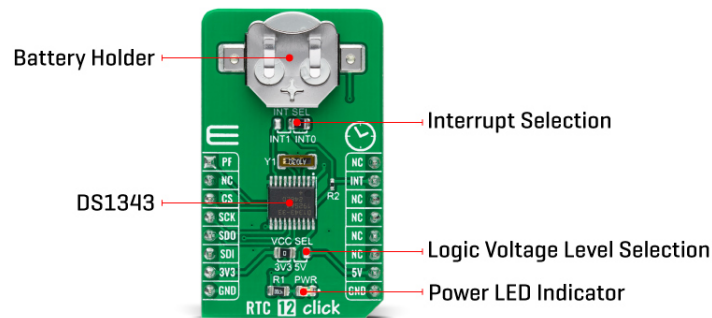 Battery Holder
INT SEL
Interrupt Selection
INT1 INT0
PF
NC
CS
SCK
SDO
SDI
3V3
GND
Y1
R2
DS1343
NC
INT
NC
NC
NC
NC
5V
GND
VCC SEL
3V3 5V
Logic Voltage Level Selection
R1 PWR
Power LED Indicator
RTC 12 click